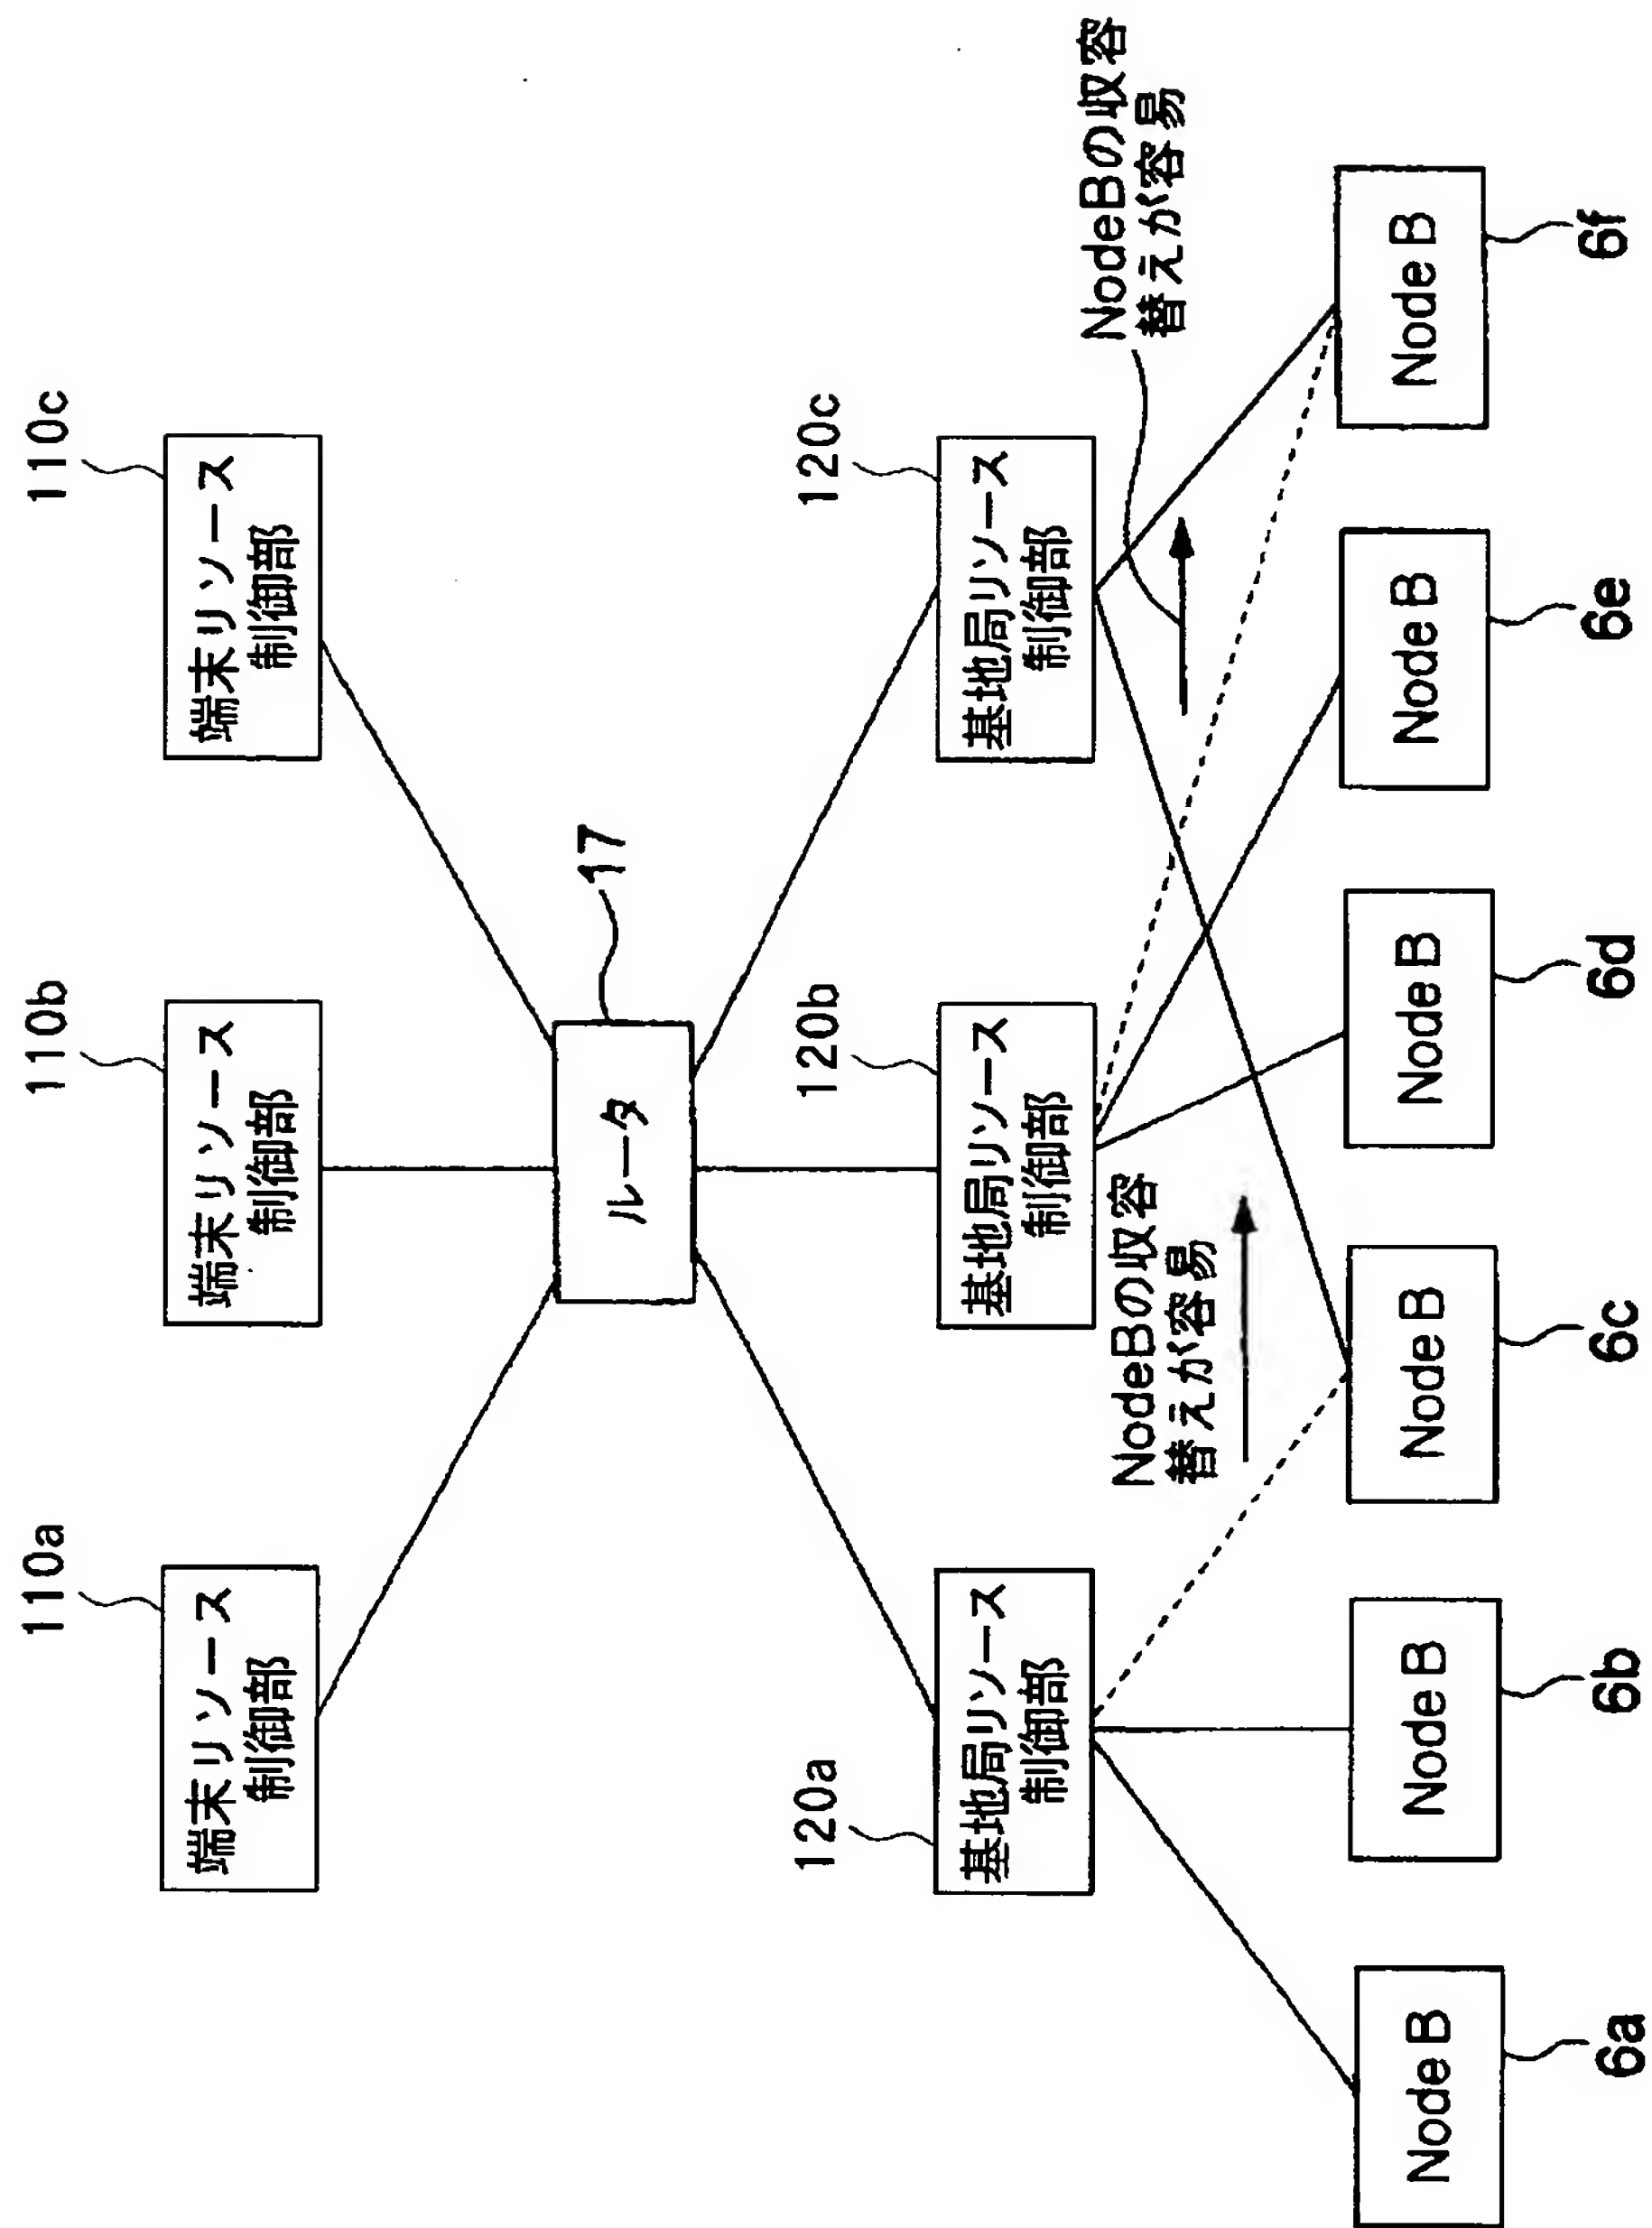 110a
110b
110c
端末リソース
制御部
端末リソース
制御部
端末リソース
制御部
17
ルータ
120a
120b
120c
基地局リソース
制御部
基地局リソース
制御部
基地局リソース
制御部
NodeBの収容
替えが容易
NodeBの収容
替えが容易
Node B
Node B
Node B
Node B
Node B
Node B
6a
6b
6c
6d
6e
6f